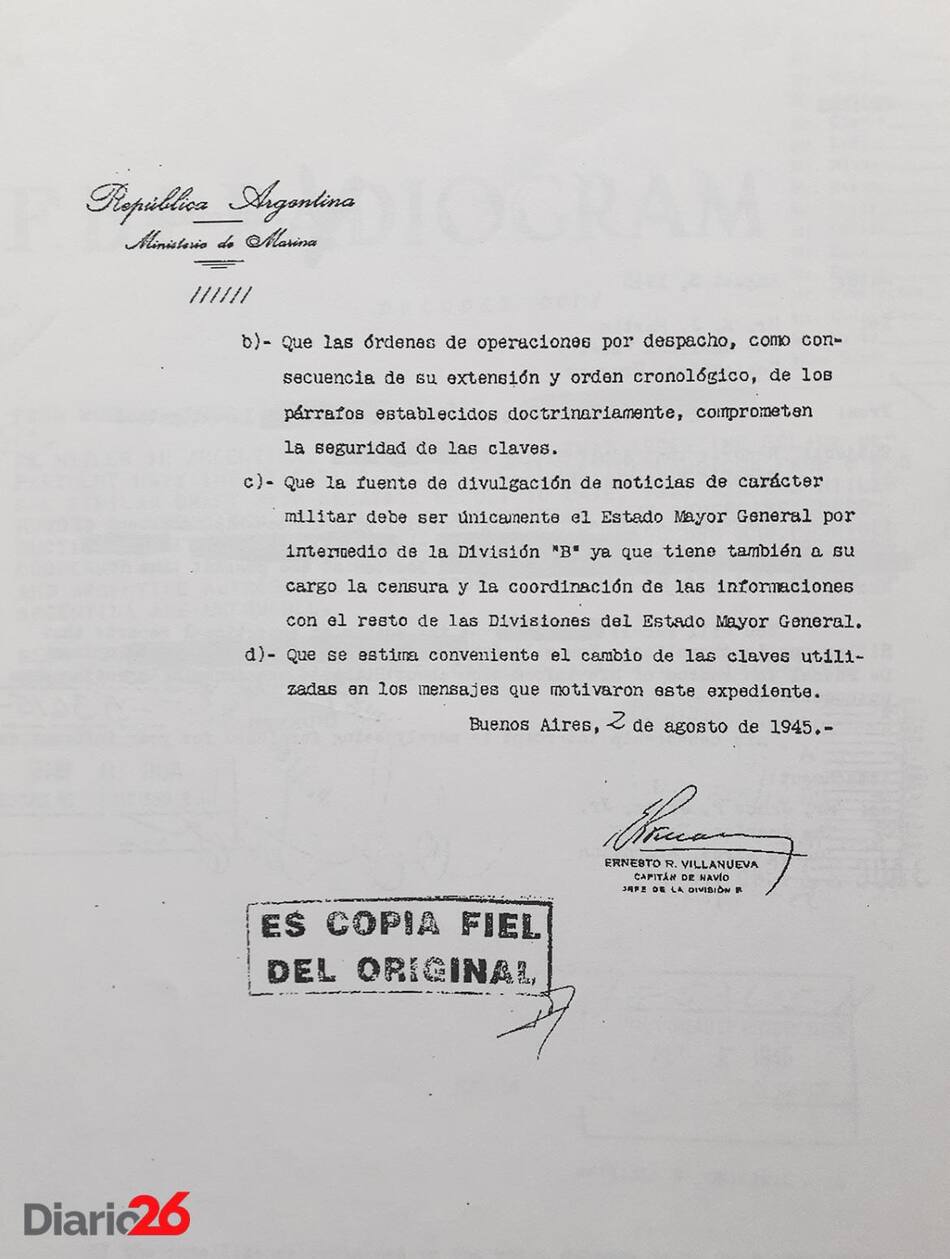 República Argentina
Ministerio de Marina
//////
b)- Que las órdenes de operaciones por despacho, como con-
secuencia de su extensión y orden cronológico, de los
párrafos establecidos doctrinariamente, comprometen
la seguridad de las claves.
c)- Que la fuente de divulgación de noticias de carácter
militar debe ser únicamente el Estado Mayor General por
intermedio de la División "B" ya que tiene también a su
cargo la censura y la coordinación de las informaciones
con el resto de las Divisiones del Estado Mayor General.
d)- Que se estima conveniente el cambio de las claves utili-
zadas en los mensajes que motivaron este expediente.
Buenos Aires, 2 de agosto de 1945.-
ERNESTO R. VILLANUEVA
CAPITÁN DE NAVÍO
JEFE DE LA DIVISIÓN
ES COPIA FIEL
DEL ORIGINAL
Diario26